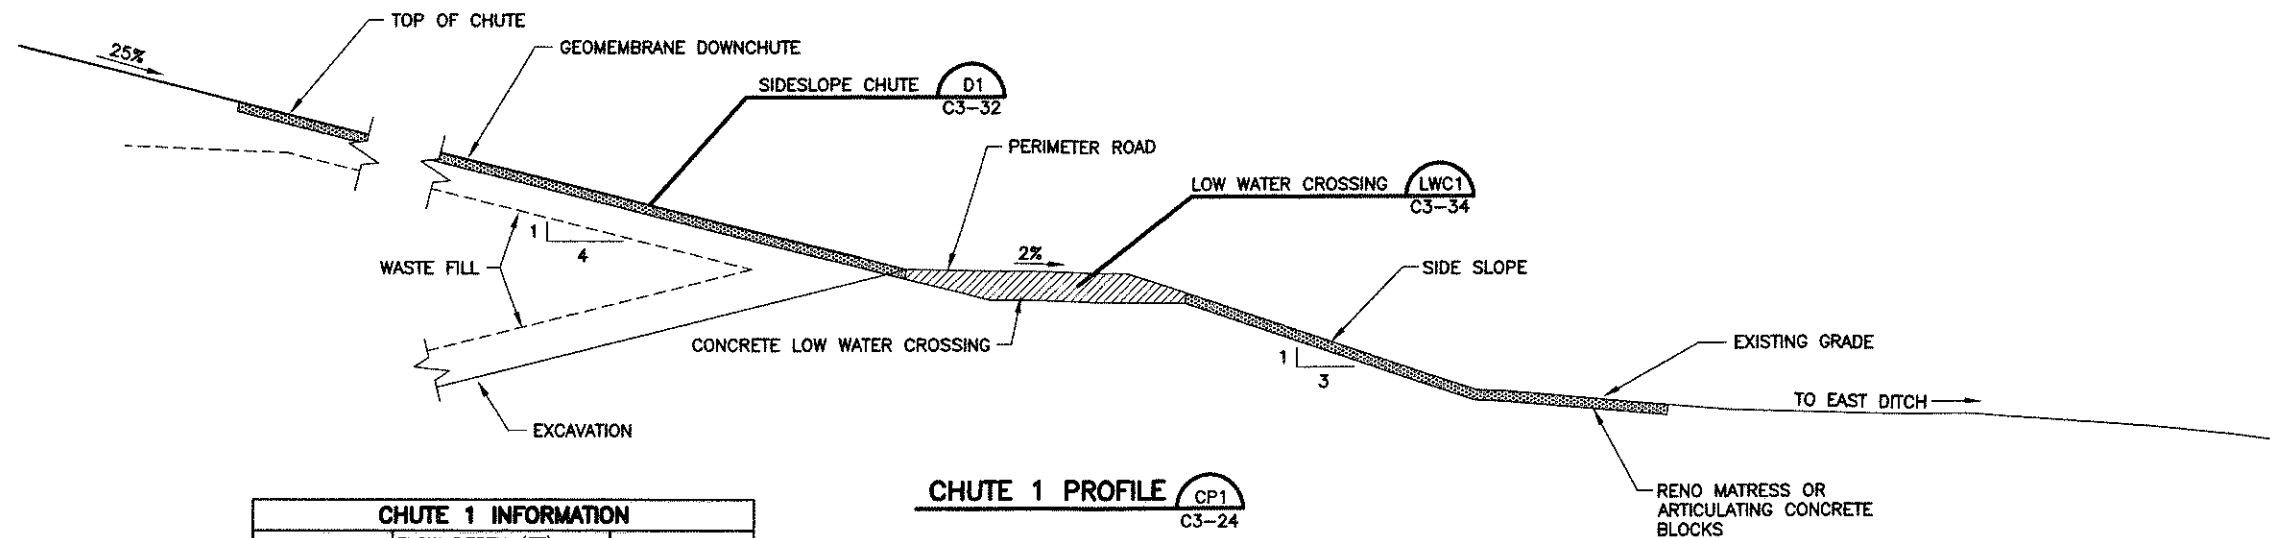 TOP OF CHUTE
25%
GEOMEMBRANE DOWNCHUTE
SIDESLOPE CHUTE D1
C3-32
PERIMETER ROAD
LOW WATER CROSSING LWC1
C3-34
1
4
2%
WASTE FILL
SIDE SLOPE
CONCRETE LOW WATER CROSSING
1
3
EXISTING GRADE
TO EAST DITCH
EXCAVATION
CHUTE 1 PROFILE CP1
C3-24
RENO MATRESS OR
ARTICULATING CONCRETE
BLOCKS
CHUTE 1 INFORMATION